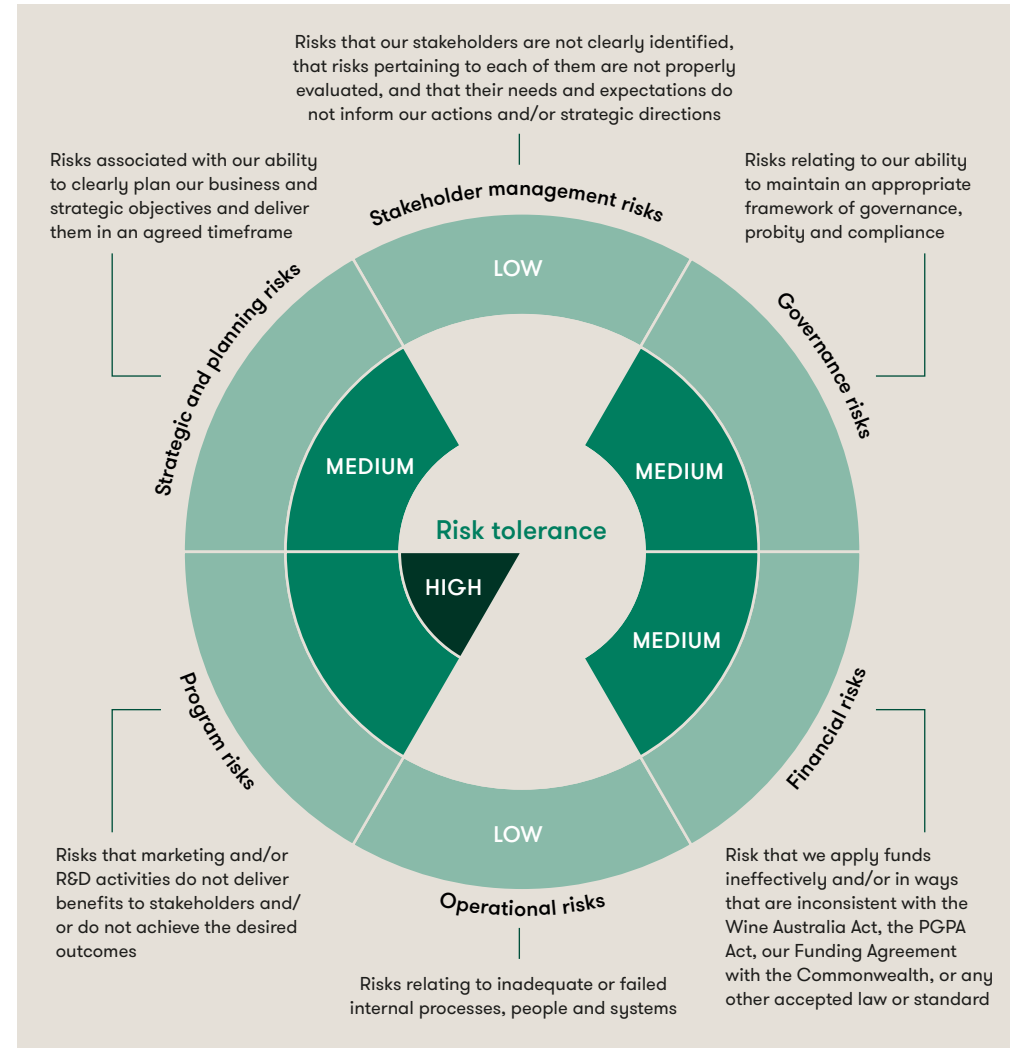 Risks that our stakeholders are not clearly identified,
that risks pertaining to each of them are not properly
evaluated, and that their needs and expectations do
not inform our actions and/or strategic directions
Risks associated with our ability
to clearly plan our business and
strategic objectives and deliver
them in an agreed timeframe
Risks relating to our ability
to maintain an appropriate
framework of governance,
probity and compliance
Stakeholder management risks
LOW
Strategic and planning risks
Governance risks
MEDIUM
MEDIUM
Risk tolerance
HIGH
MEDIUM
Program risks
Financial risks
LOW
Operational risks
Risks that marketing and/or
R&D activities do not deliver
benefits to stakeholders and/
or do not achieve the desired
outcomes
Risks relating to inadequate or failed
internal processes, people and systems
Risk that we apply funds
ineffectively and/or in ways
that are inconsistent with the
Wine Australia Act, the PGPA
Act, our Funding Agreement
with the Commonwealth, or any
other accepted law or standard